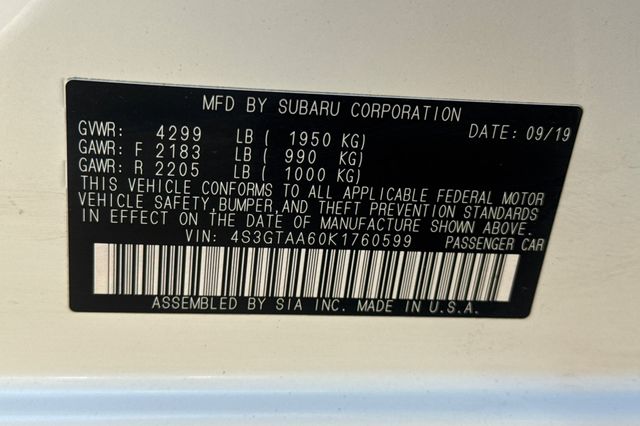 MFD BY SUBARU CORPORATION
GVWR: 4299 LB ( 1950 KG) DATE: 09/19
GAWR: F 2183 LB ( 990 KG)
GAWR: R 2205 LB ( 1000 KG)
THIS VEHICLE CONFORMS TO ALL APPLICABLE FEDERAL MOTOR
VEHICLE SAFETY, BUMPER, AND THEFT PREVENTION STANDARDS
IN EFFECT ON THE DATE OF MANUFACTURE SHOWN ABOVE.
VIN: 4S3GTAA60K1760599 PASSENGER CAR
ASSEMBLED BY SIA INC. MADE IN U.S.A.